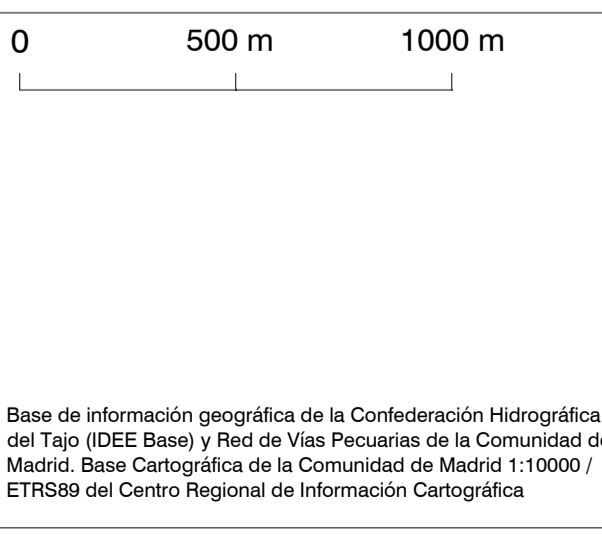 0 500 m 1000 m
Base de información geográfica de la Confederación Hidrográfica
del Tajo (IDEE Base) y Red de Vías Pecuarias de la Comunidad de
Madrid. Base Cartográfica de la Comunidad de Madrid 1:10000 /
ETRS89 del Centro Regional de Información Cartográfica